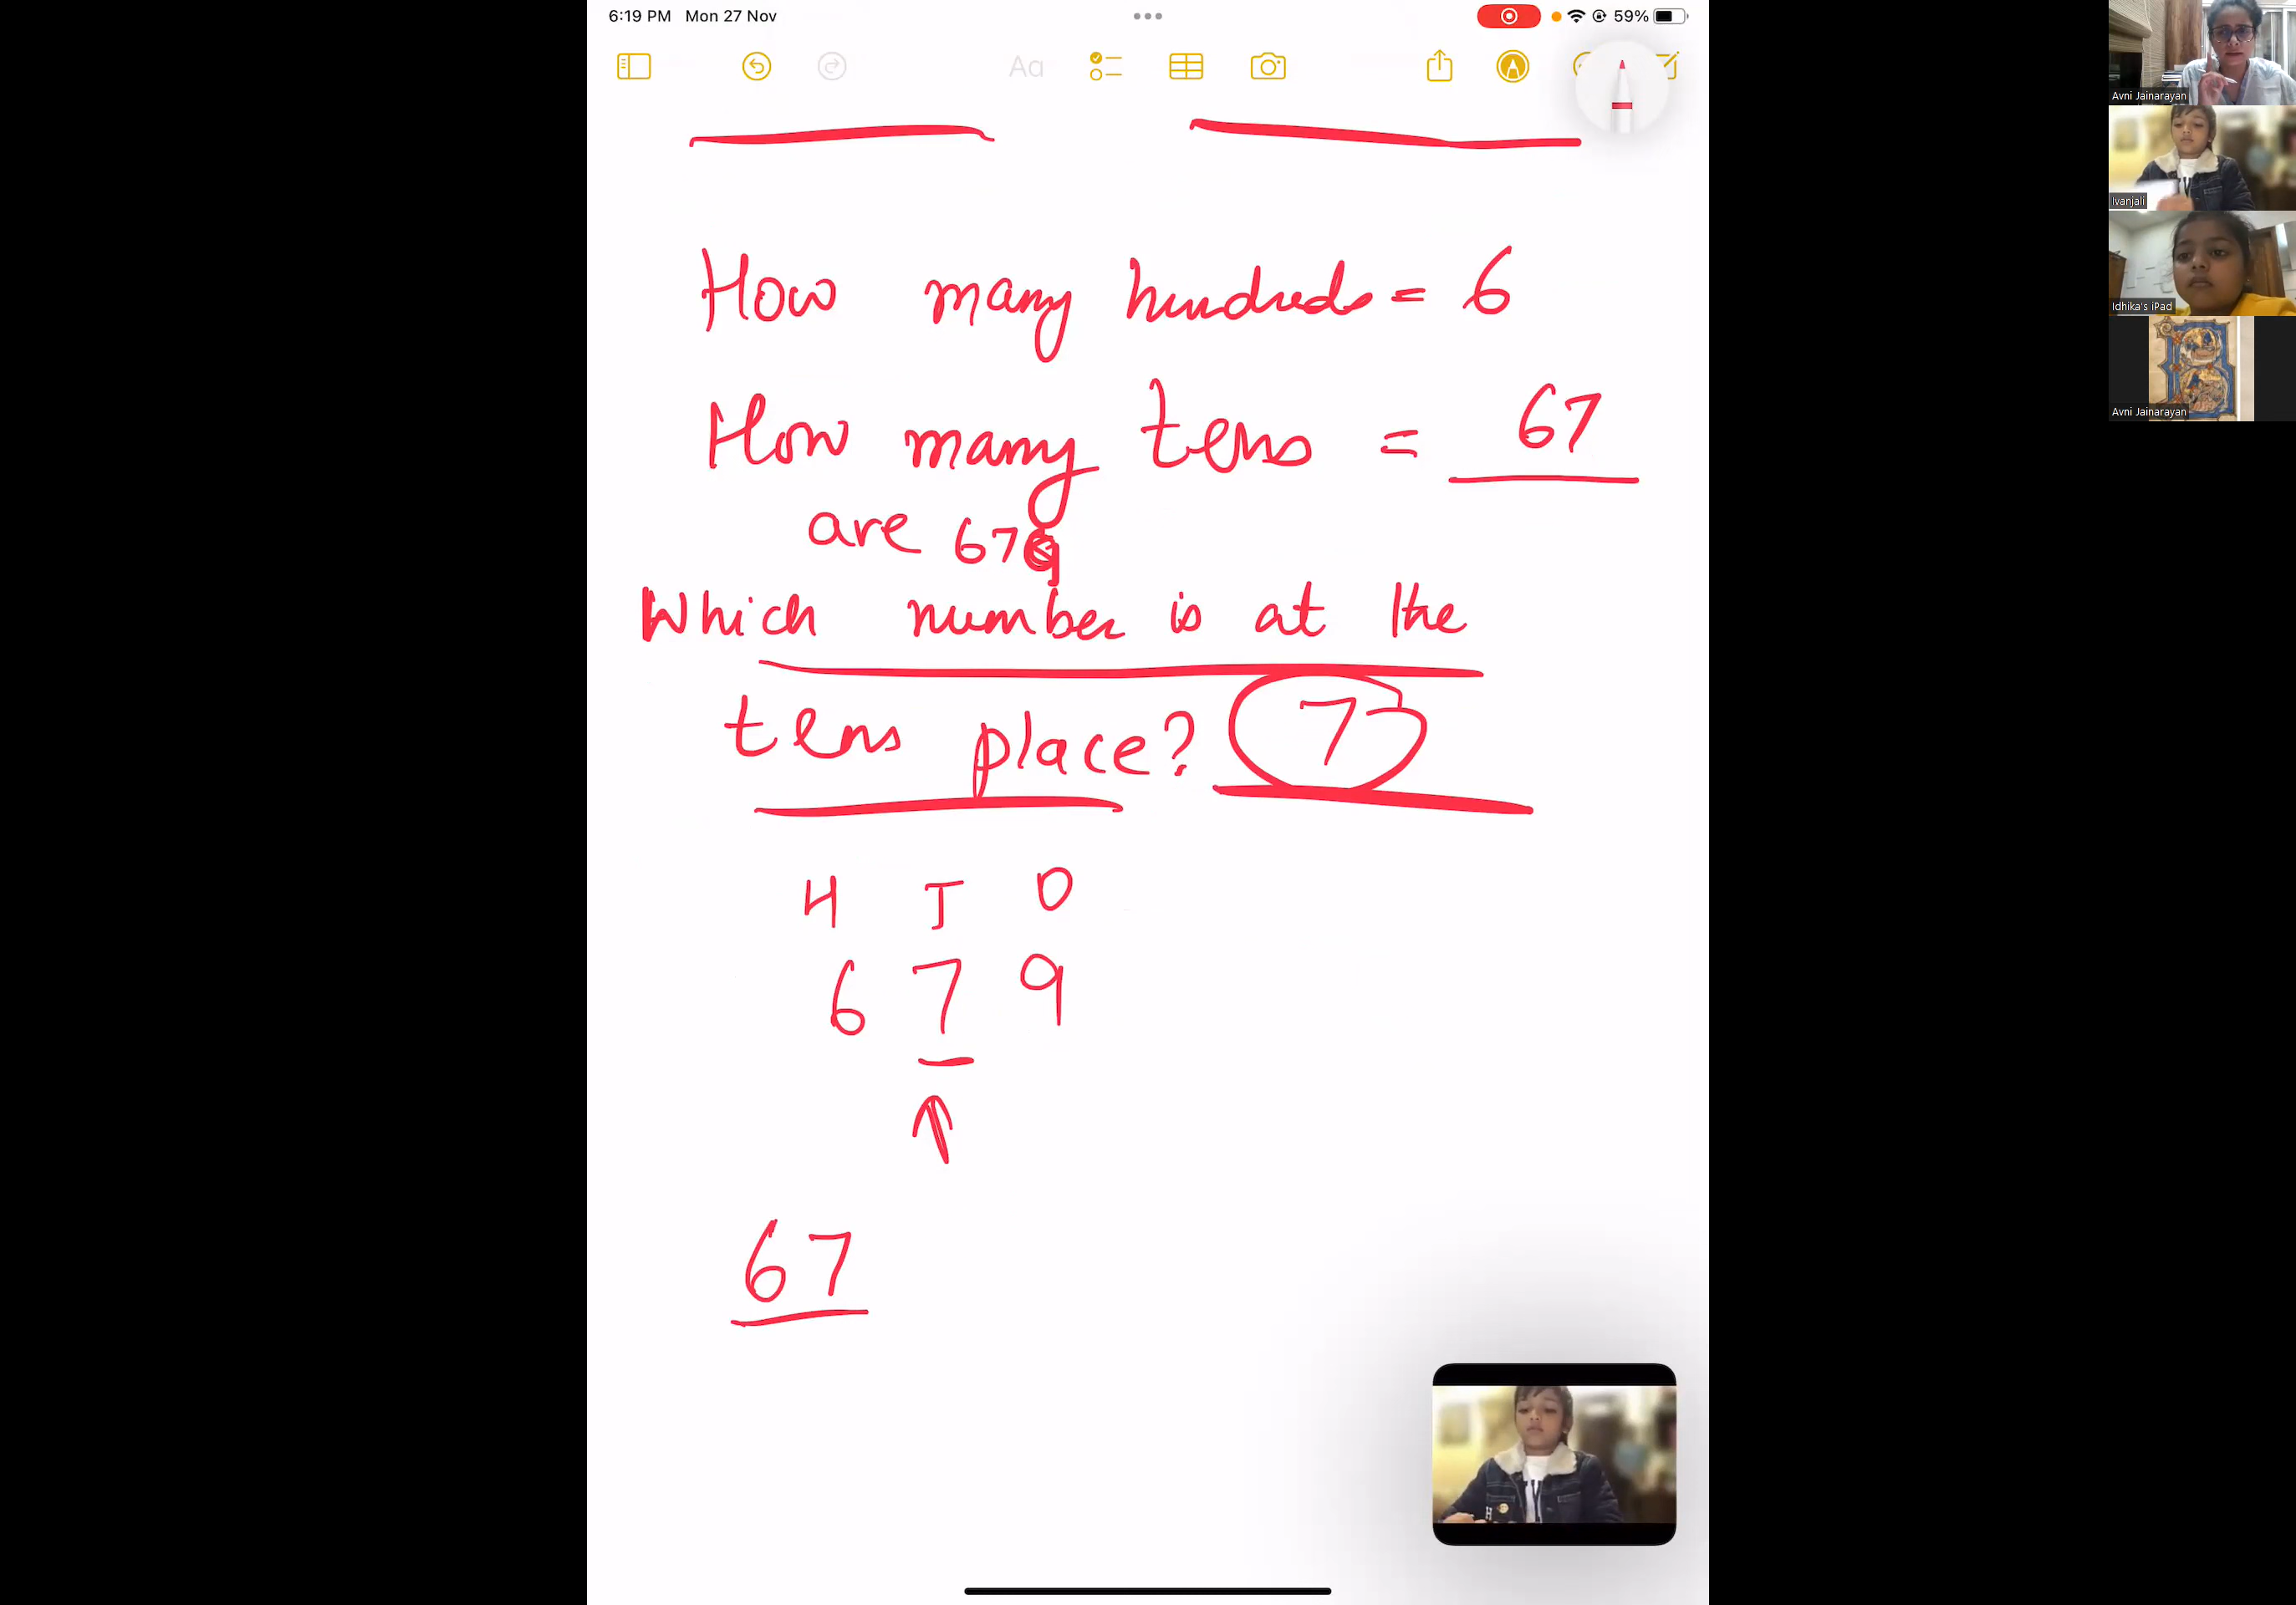 6:19 PM Mon 27 Nov
59%
Aa
How many hundreds = 6
How many tens = 67
are 679
Which number is at the
tens place? 7
H T O
6 7 9
67
Avni Jainarayan
Ivanjali
Idhika's iPad
Avni Jainarayan